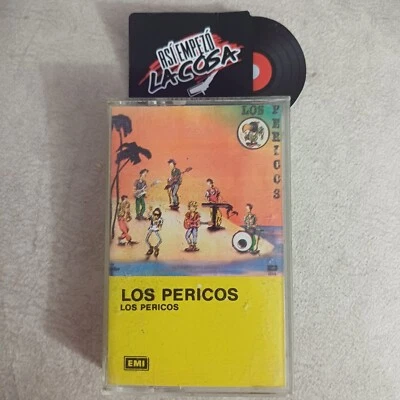 ASÍ EMPEZÓ
LA COSA
LOS
PERICOS
LOS PERICOS
LOS PERICOS
EMI